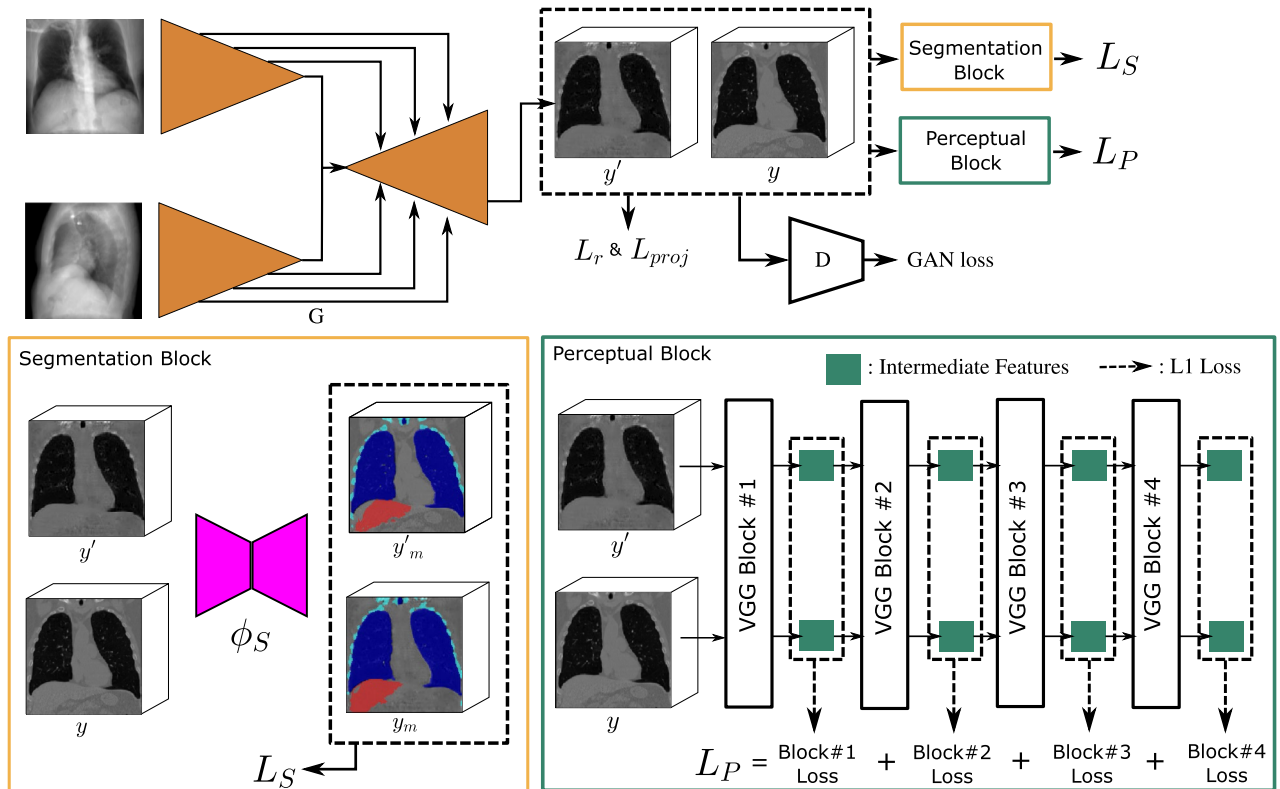 Segmentation
Block
L_S
Perceptual
Block
L_P
y′
y
L_r & L_proj
D
GAN loss
G
Segmentation Block
y′
y
ϕ_S
y′_m
y_m
L_S
Perceptual Block
: Intermediate Features
: L1 Loss
y′
y
VGG Block #1
VGG Block #2
VGG Block #3
VGG Block #4
L_P = Block#1 + Block#2 + Block#3 + Block#4
Loss Loss Loss Loss